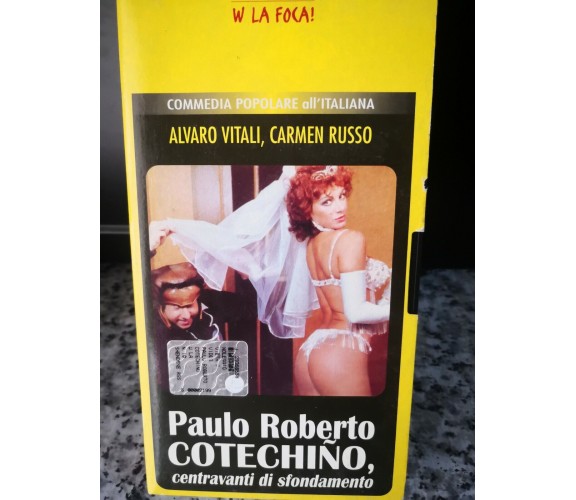 W LA FOCA!
COMMEDIA POPOLARE all'ITALIANA
ALVARO VITALI, CARMEN RUSSO
Paulo Roberto
COTECHIÑO,
centravanti di sfondamento